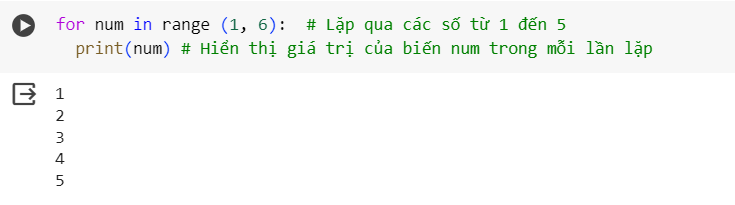 for num in range (1, 6):  # Lặp qua các số từ 1 đến 5
  print(num) # Hiển thị giá trị của biến num trong mỗi lần lặp
1
2
3
4
5